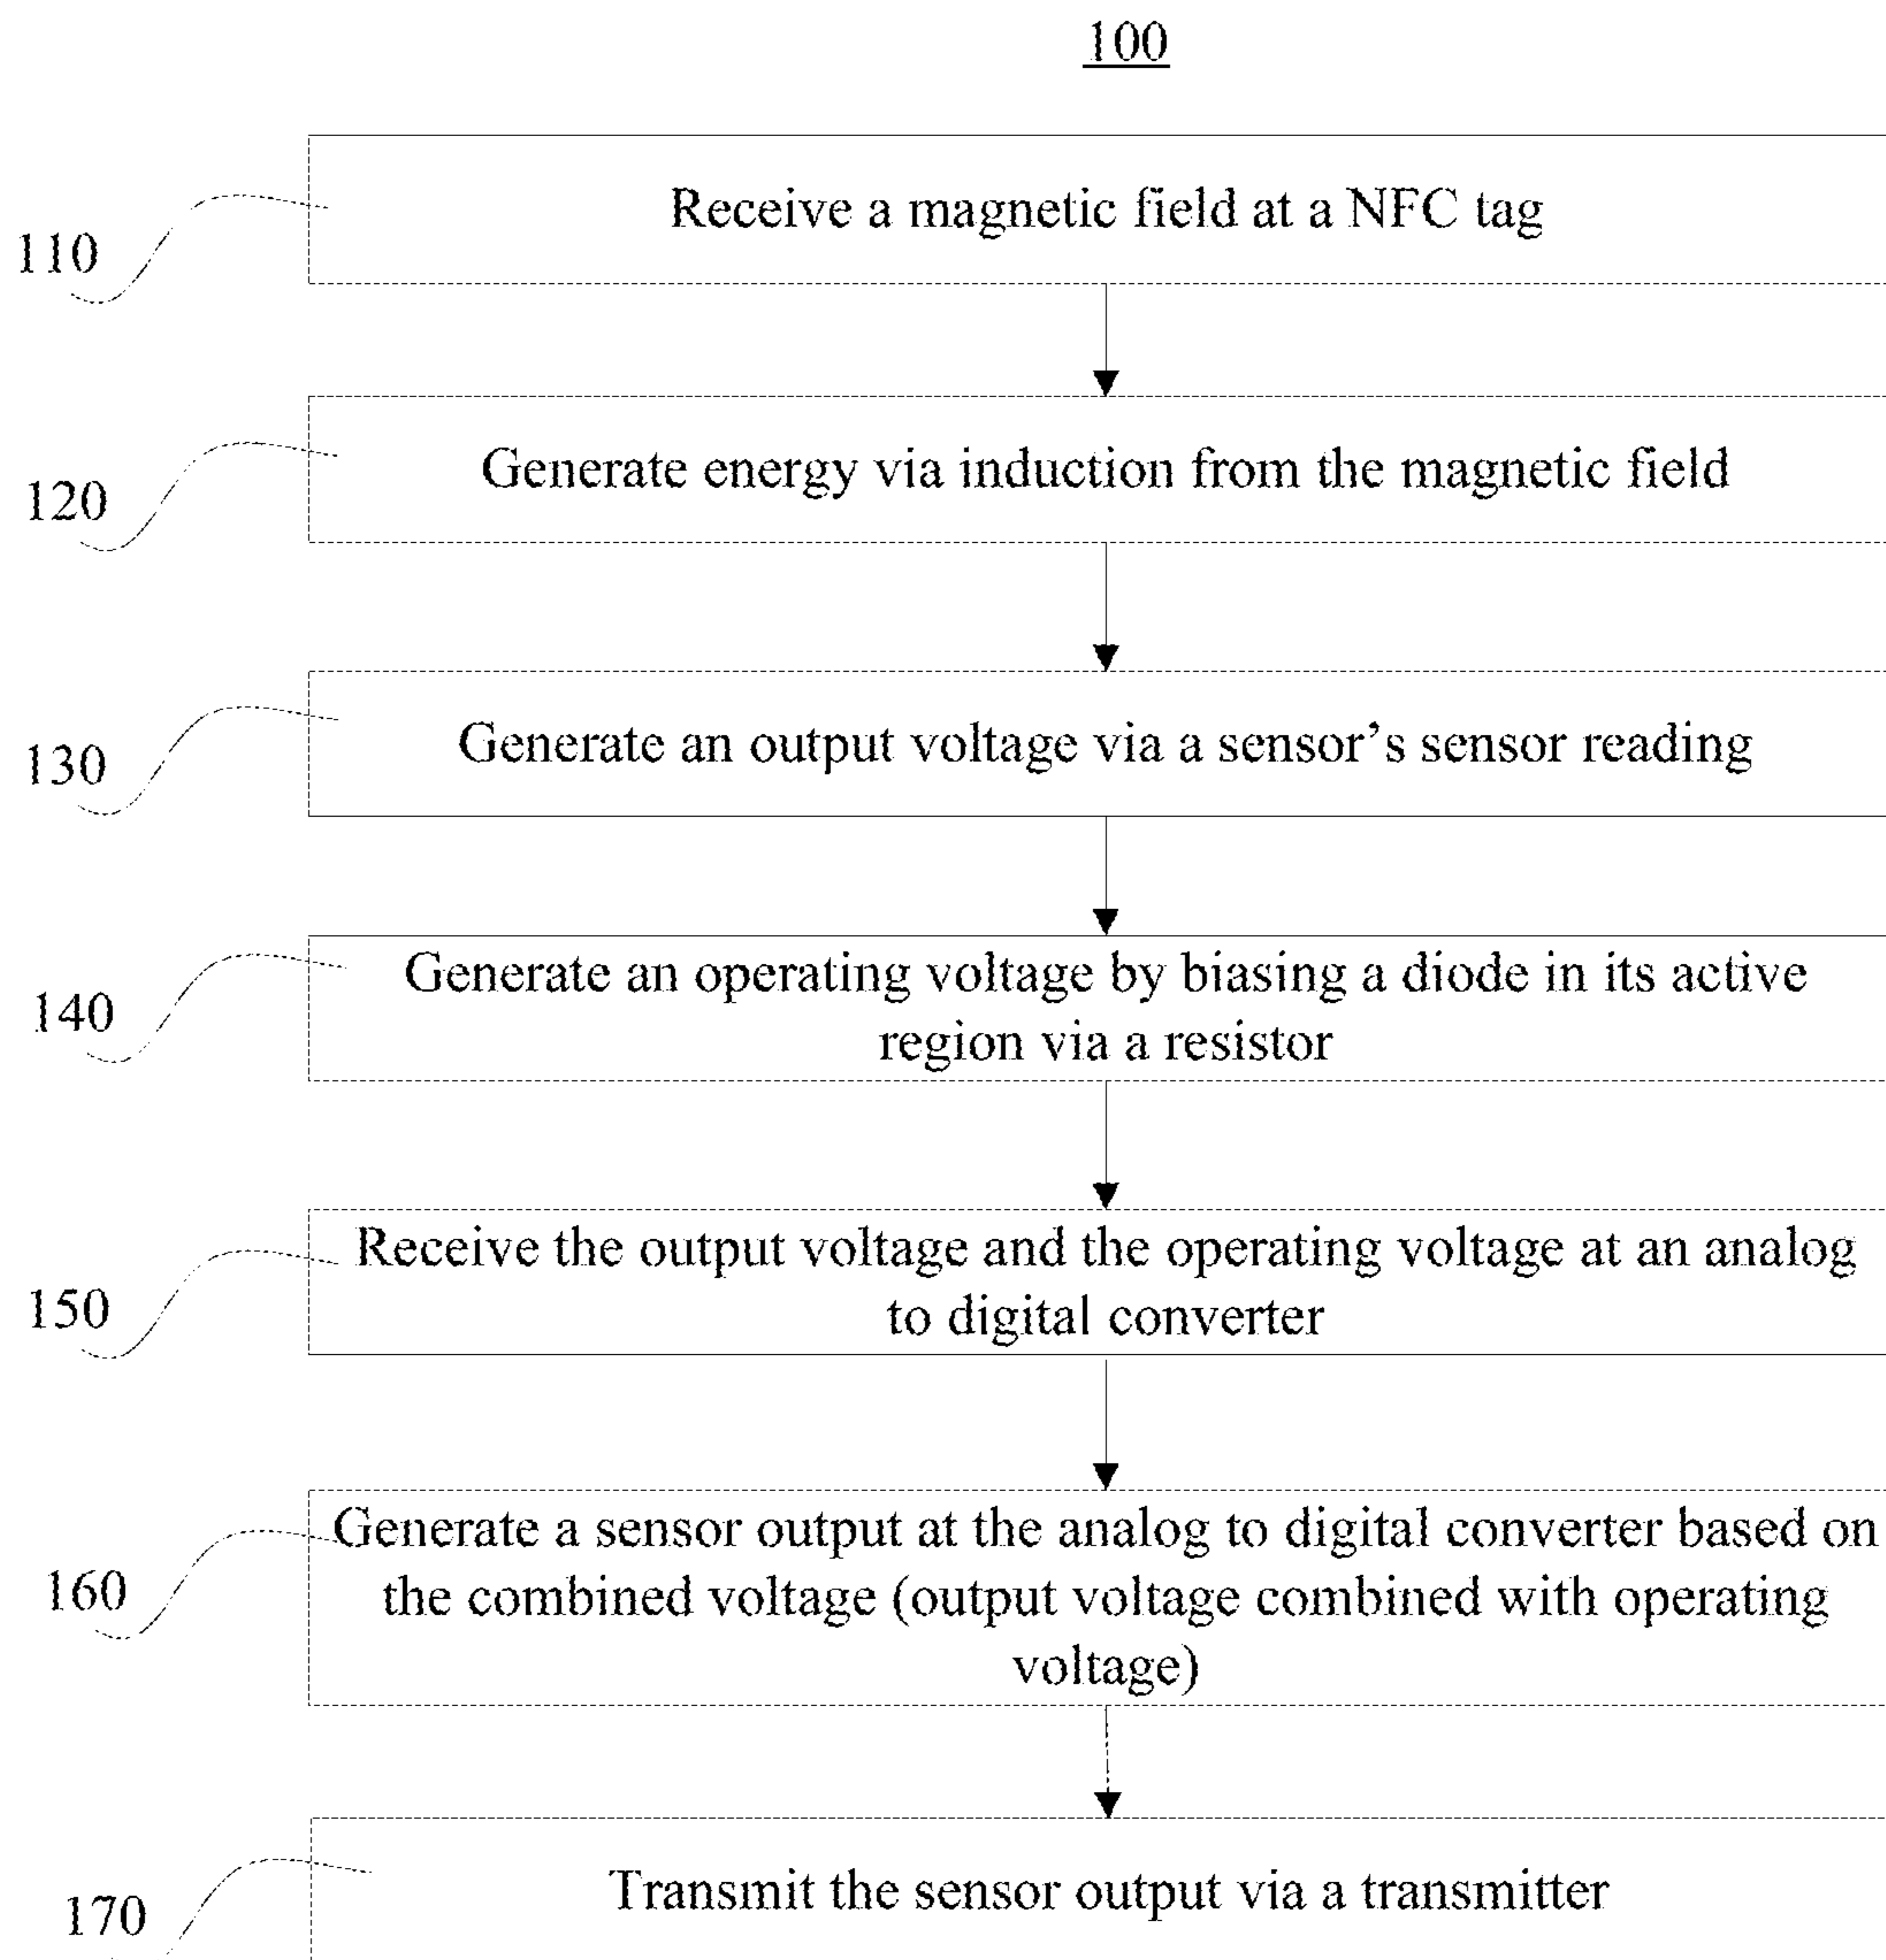 100
110
Receive a magnetic field at a NFC tag
120
Generate energy via induction from the magnetic field
130
Generate an output voltage via a sensor’s sensor reading
140
Generate an operating voltage by biasing a diode in its active
region via a resistor
150
Receive the output voltage and the operating voltage at an analog
to digital converter
160
Generate a sensor output at the analog to digital converter based on
the combined voltage (output voltage combined with operating
voltage)
170
Transmit the sensor output via a transmitter